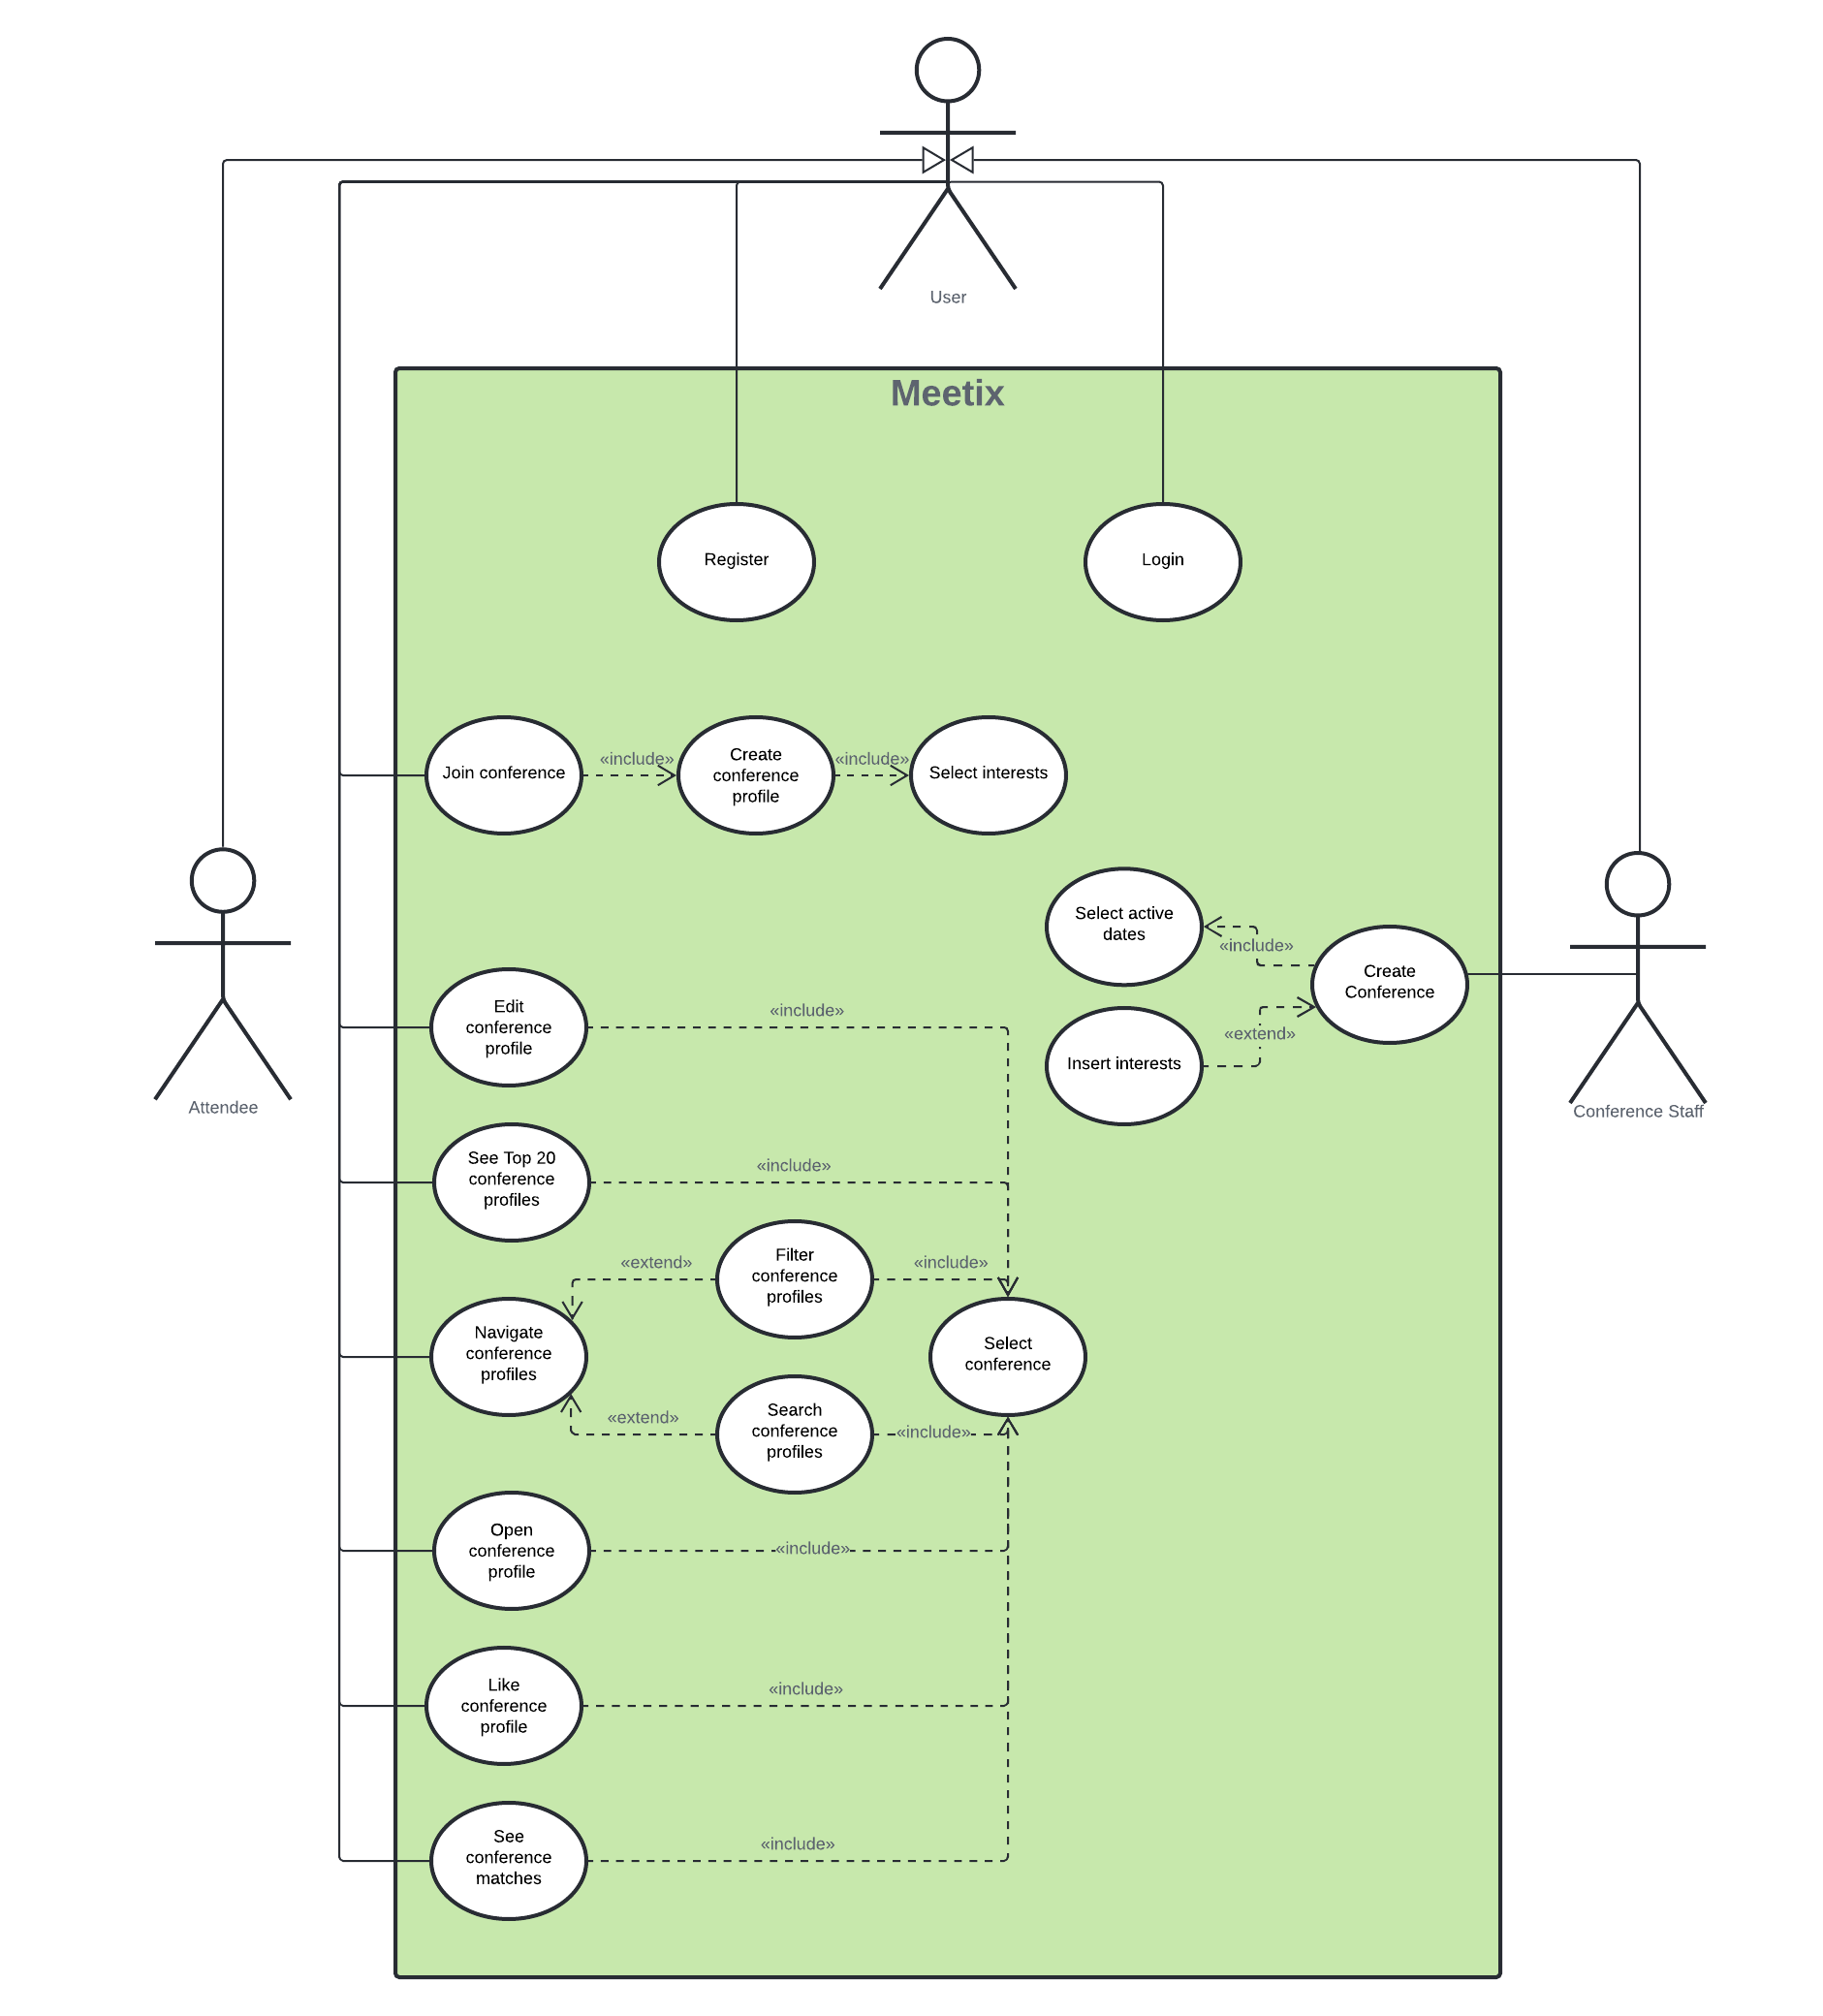 User
Meetix
Register
Login
«include»
«include»
Join conference
Create
conference
profile
Select interests
Select active
dates
«include»
Create
Conference
Edit
conference
profile
«include»
«extend»
Insert interests
Attendee
Conference Staff
See Top 20
conference
profiles
«include»
Filter
conference
profiles
«extend»
«include»
Navigate
conference
profiles
Select
conference
Search
conference
profiles
«extend»
«include»
Open
conference
profile
«include»
Like
conference
profile
«include»
See
conference
matches
«include»